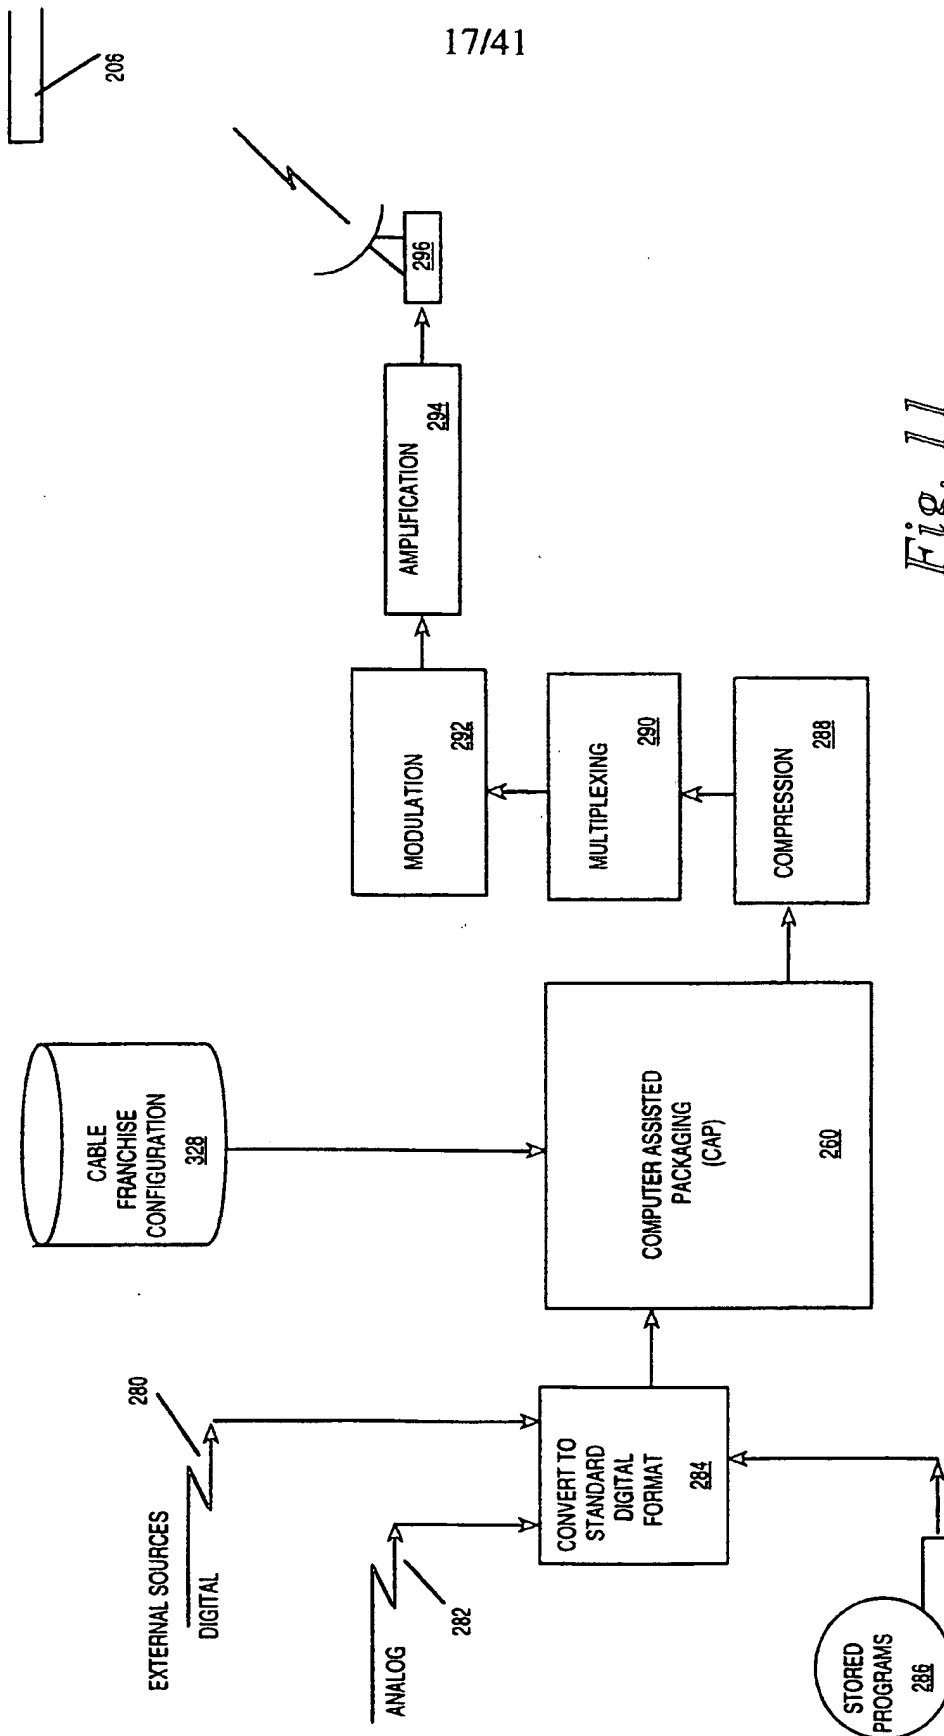 17/41
206
296
AMPLIFICATION
294
MODULATION
292
MULTIPLEXING
290
COMPRESSION
288
CABLE
FRANCHISE
CONFIGURATION
328
COMPUTER ASSISTED
PACKAGING
(CAP)
260
EXTERNAL SOURCES
DIGITAL
280
ANALOG
282
CONVERT TO
STANDARD
DIGITAL
FORMAT
284
STORED
PROGRAMS
286
Fig. 11